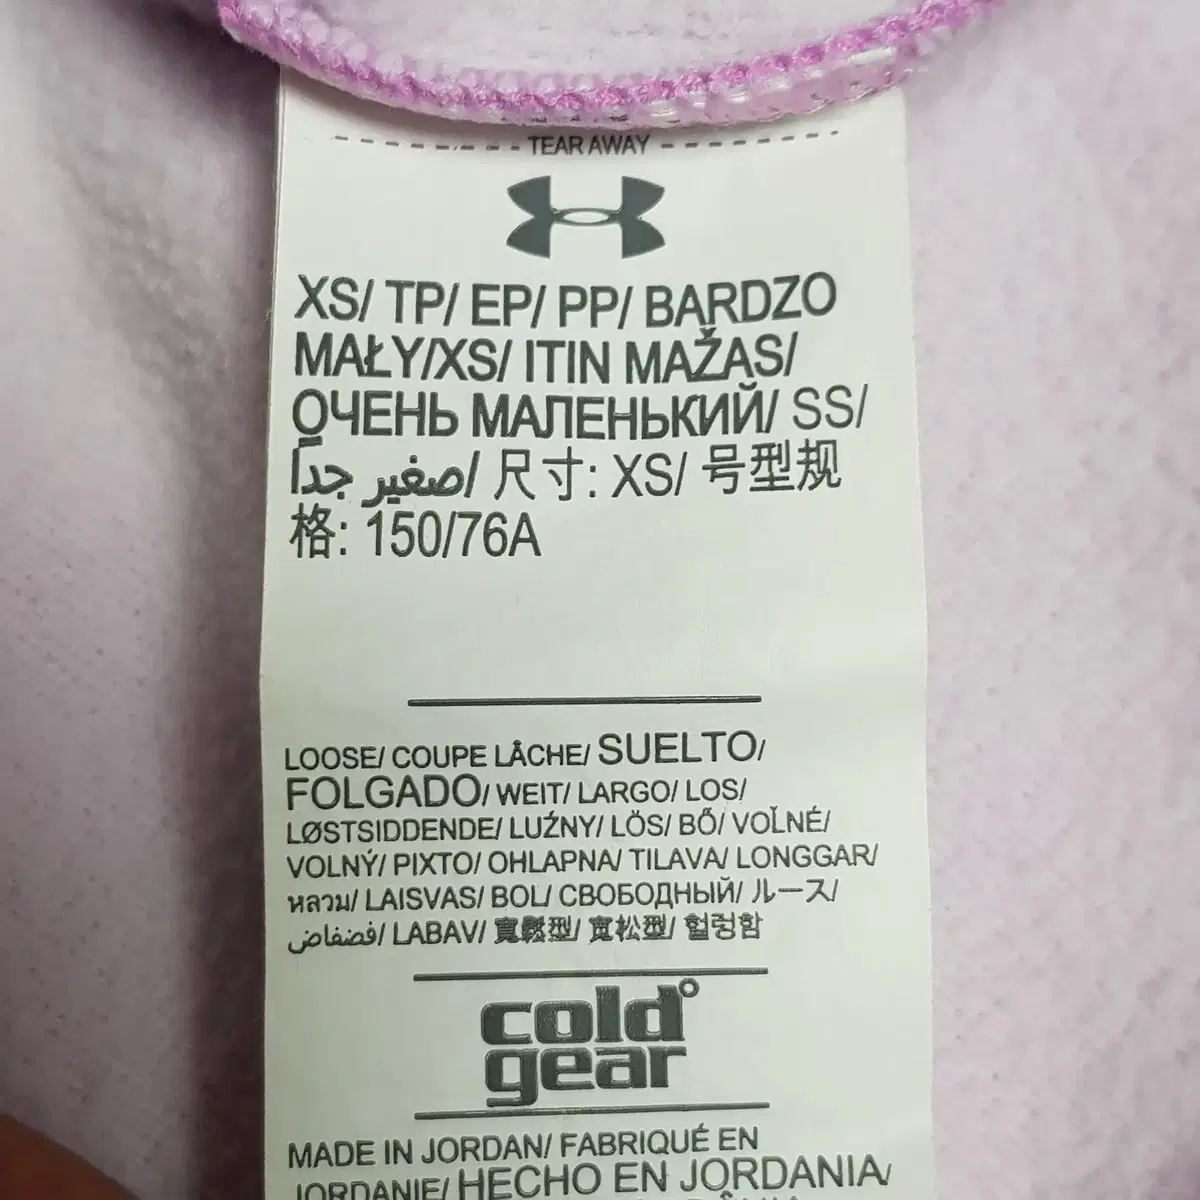 TEAR AWAY
XS/ TP/ EP/ PP/ BARDZO
MAŁY/XS/ ITIN MAŽAS/
ОЧЕНЬ МАЛЕНЬКИЙ/ SS/
صغير جداً/ 尺寸: XS/ 号型规
格: 150/76A
LOOSE/ COUPE LÂCHE/ SUELTO/
FOLGADO/ WEIT/ LARGO/ LOS/
LØSTSIDDENDE/ LUŹNY/ LÖS/ BŐ/ VOĽNÉ/
VOLNÝ/ PIXTO/ OHLAPNA/ TILAVA/ LONGGAR/
หลวม/ LAISVAS/ BOL/ СВОБОДНЫЙ/ ルース/
فضفاض/ LABAV/ 寬鬆型/ 宽松型/ 헐렁함
cold°
gear
MADE IN JORDAN/ FABRIQUÉ EN
JORDANIE/ HECHO EN JORDANIA/